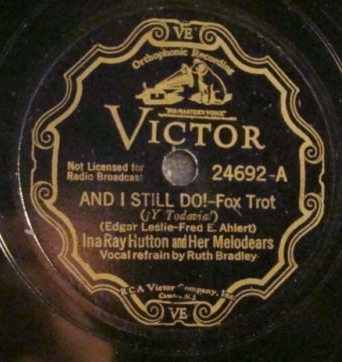 VE
Orthophonic Recording
"HIS MASTER'S VOICE"
VICTOR
Not Licensed for
Radio Broadcast
24692-A
AND I STILL DO!-Fox Trot
(¡Y Todavia!)
(Edgar Leslie-Fred E. Ahlert)
Ina Ray Hutton and Her Melodears
Vocal refrain by Ruth Bradley
RCA Victor Company, Inc.
Camden, N.J.
VE